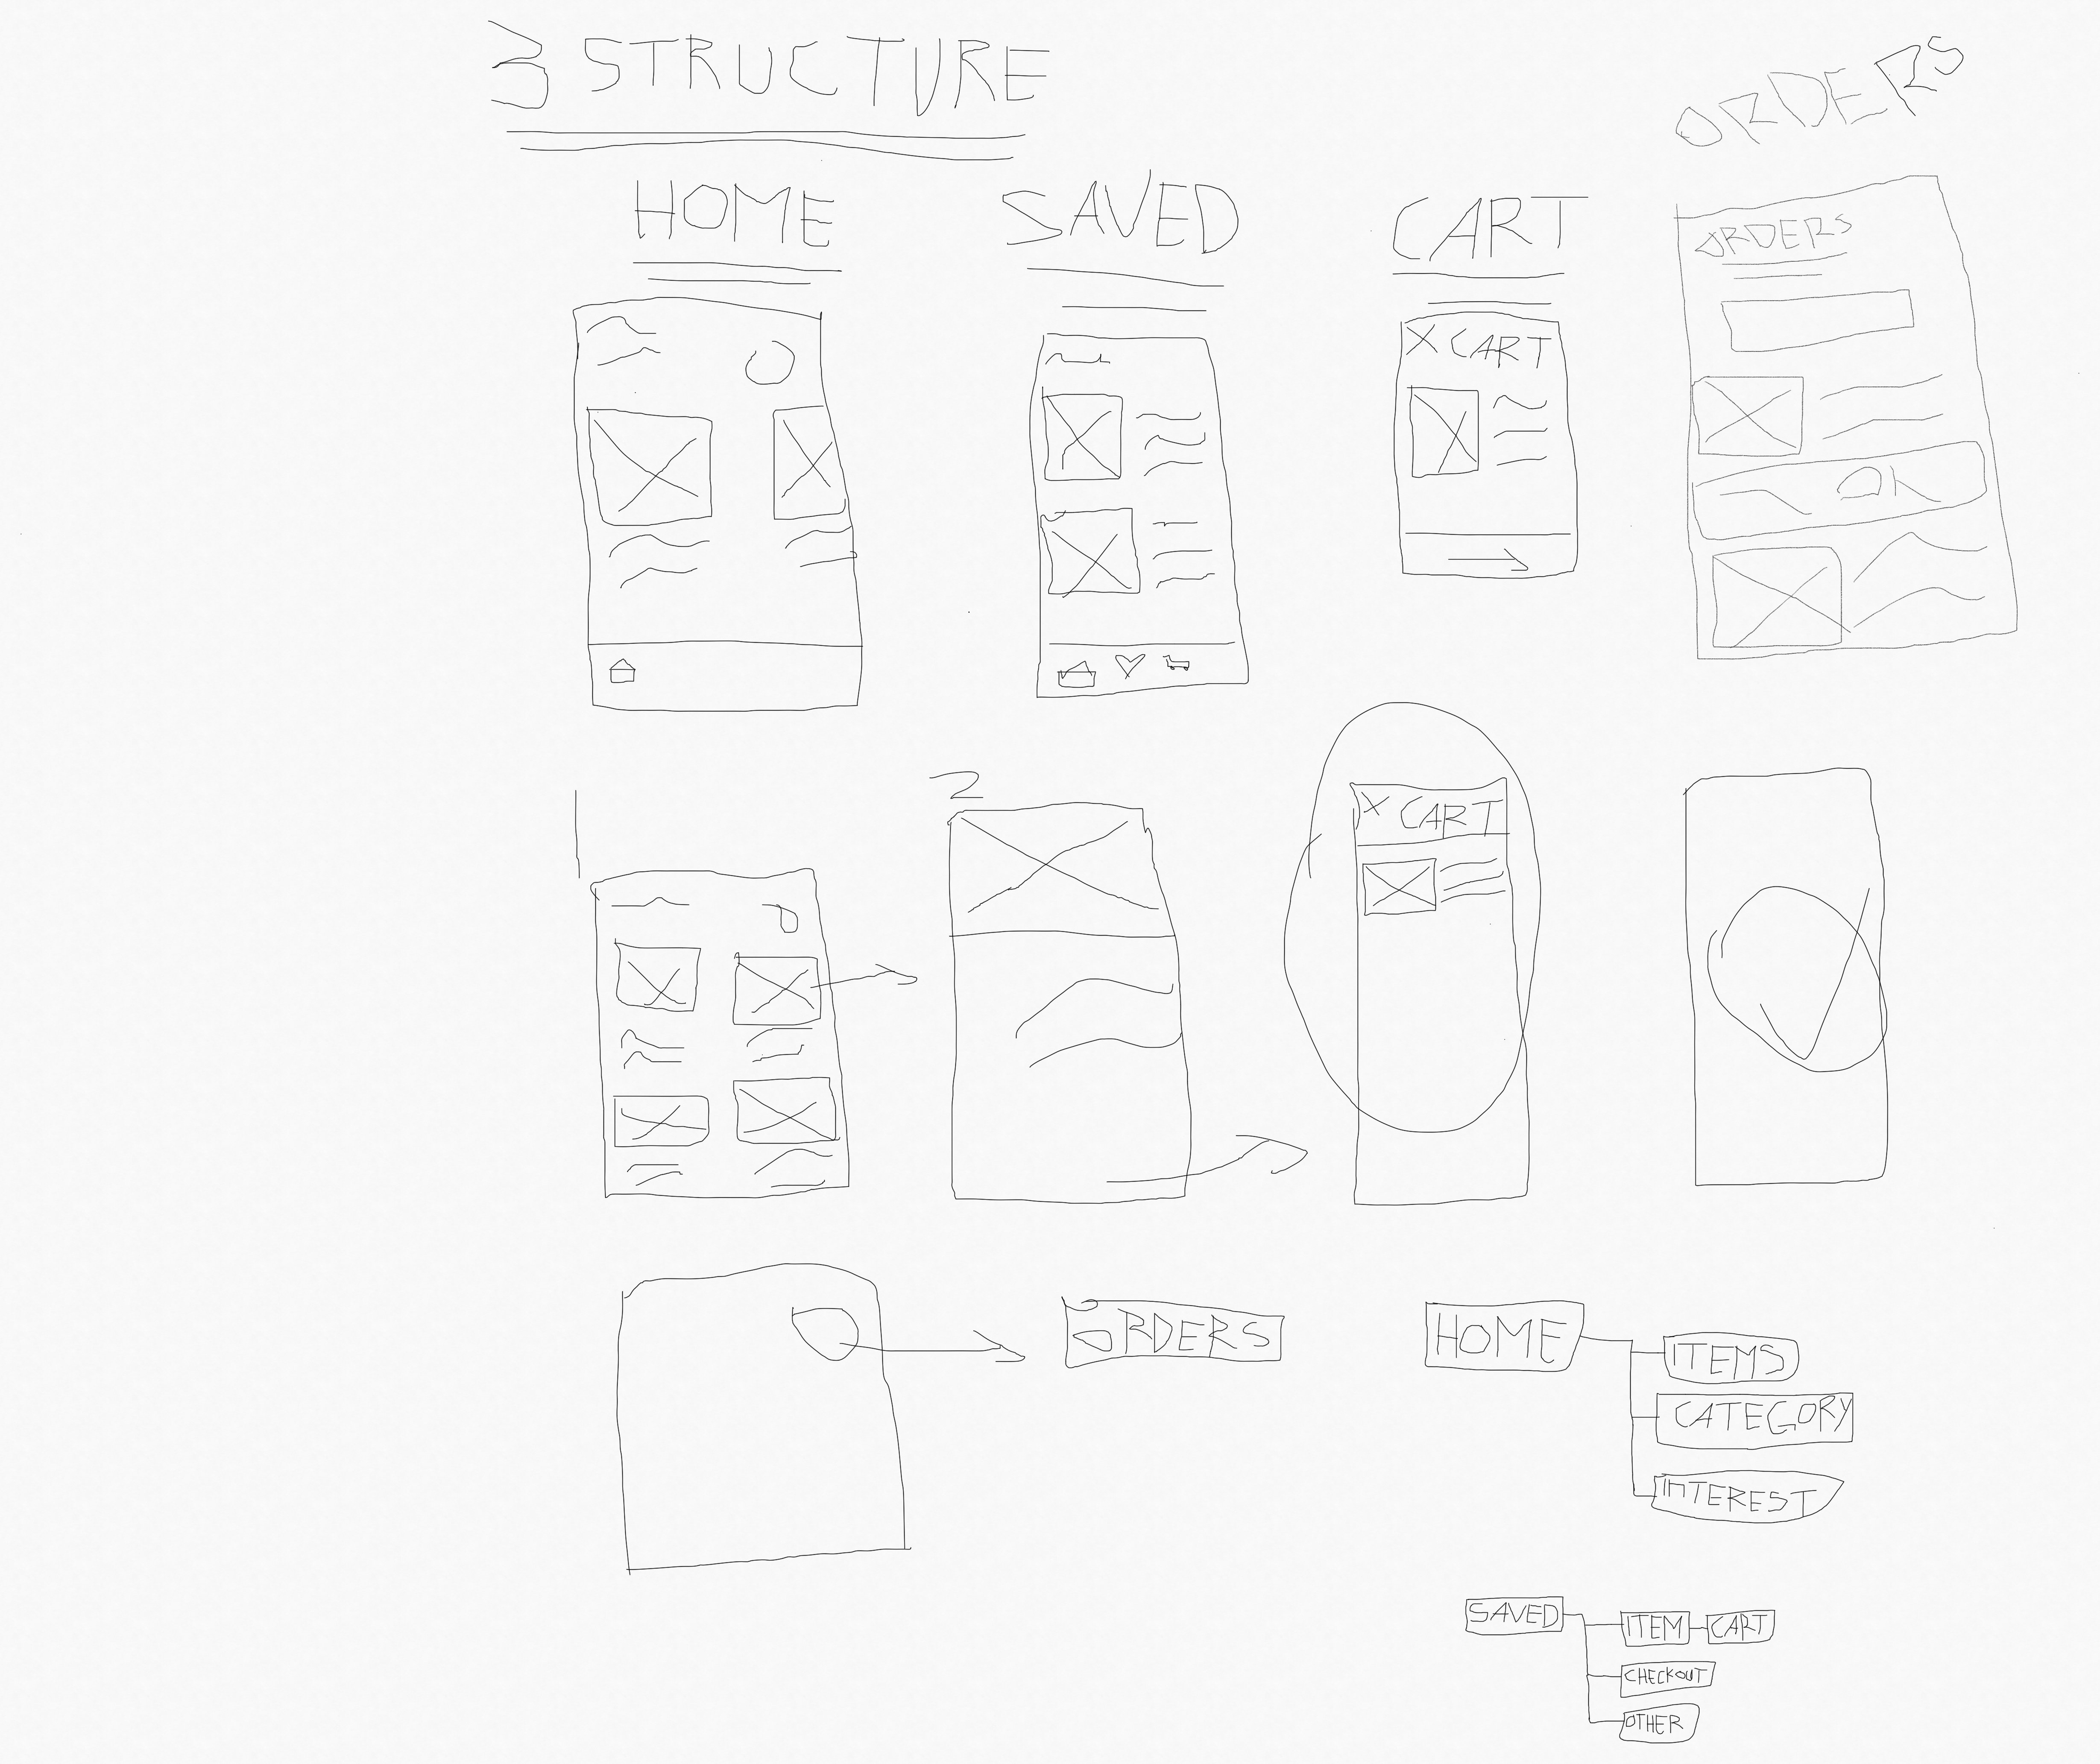 3 STRUCTURE
ORDERS
HOME
SAVED
CART
ORDERS
X CART
OK
1
2
X CART
ORDERS
HOME
ITEMS
CATEGORY
INTEREST
SAVED
ITEM
CART
CHECKOUT
OTHER